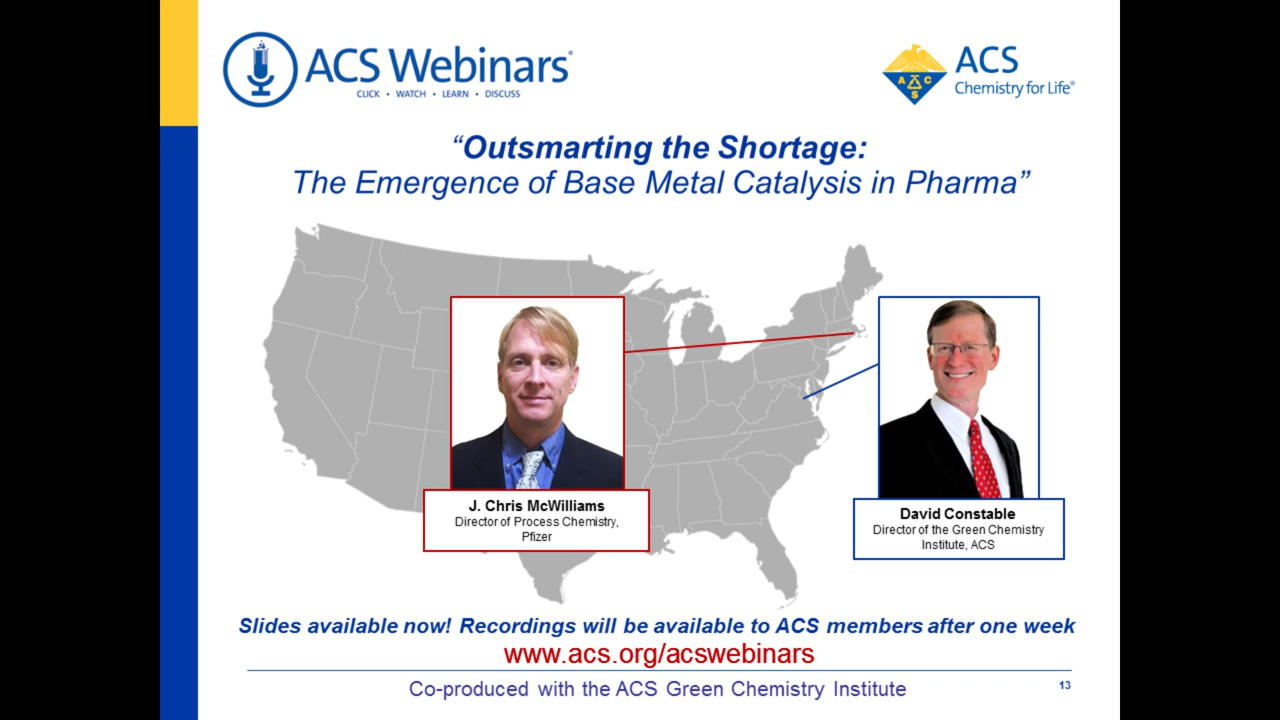 ACS Webinars®
CLICK • WATCH • LEARN • DISCUSS
A C S
ACS
Chemistry for Life®
“Outsmarting the Shortage:
The Emergence of Base Metal Catalysis in Pharma”
J. Chris McWilliams
Director of Process Chemistry,
Pfizer
David Constable
Director of the Green Chemistry
Institute, ACS
Slides available now! Recordings will be available to ACS members after one week
www.acs.org/acswebinars
Co-produced with the ACS Green Chemistry Institute
13